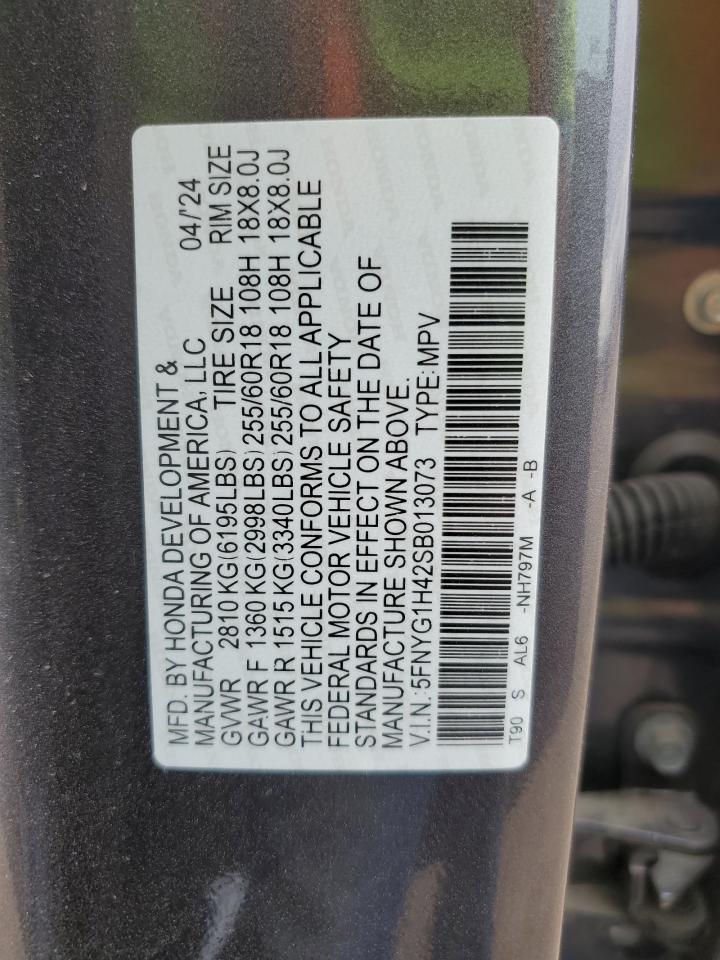 MFD. BY HONDA DEVELOPMENT &
MANUFACTURING OF AMERICA, LLC 04/'24
GVWR 2810 KG(6195LBS) TIRE SIZE RIM SIZE
GAWR F 1360 KG(2998LBS) 255/60R18 108H 18X8.0J
GAWR R 1515 KG(3340LBS) 255/60R18 108H 18X8.0J
THIS VEHICLE CONFORMS TO ALL APPLICABLE
FEDERAL MOTOR VEHICLE SAFETY
STANDARDS IN EFFECT ON THE DATE OF
MANUFACTURE SHOWN ABOVE.
V.I.N.: 5FNYG1H42SB013073 TYPE: MPV
T90 S AL6 -NH797M -A -B